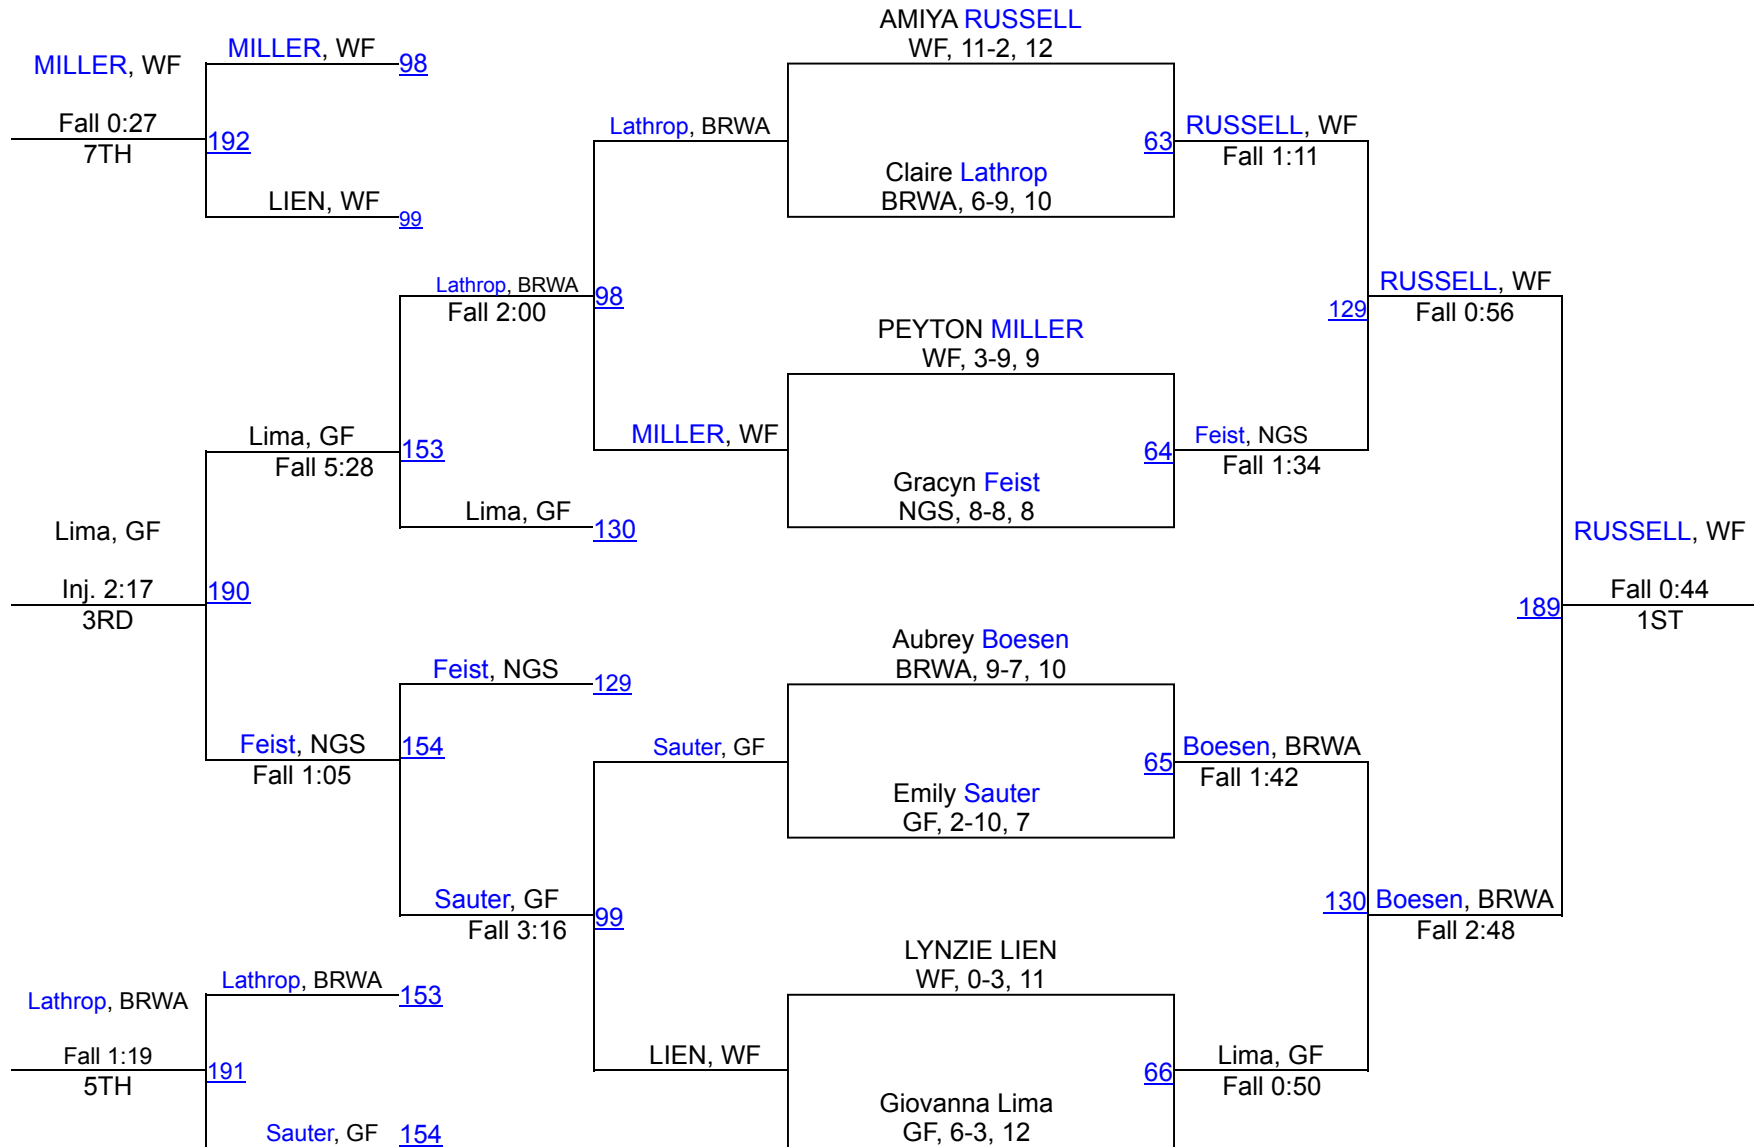 AMIYA RUSSELL
WF, 11-2, 12
MILLER, WF
MILLER, WF
98
Fall 0:27
7TH
192
Lathrop, BRWA
63
RUSSELL, WF
Fall 1:11
Claire Lathrop
BRWA, 6-9, 10
LIEN, WF
99
Lathrop, BRWA
Fall 2:00
98
RUSSELL, WF
Fall 0:56
129
PEYTON MILLER
WF, 3-9, 9
Lima, GF
Fall 5:28
153
MILLER, WF
64
Feist, NGS
Fall 1:34
Gracyn Feist
NGS, 8-8, 8
Lima, GF
130
Lima, GF
Inj. 2:17
3RD
190
RUSSELL, WF
Fall 0:44
1ST
189
Aubrey Boesen
BRWA, 9-7, 10
Feist, NGS
129
Feist, NGS
Fall 1:05
154
Sauter, GF
65
Boesen, BRWA
Fall 1:42
Emily Sauter
GF, 2-10, 7
Sauter, GF
Fall 3:16
99
130
Boesen, BRWA
Fall 2:48
LYNZIE LIEN
WF, 0-3, 11
Lathrop, BRWA
Lathrop, BRWA
153
Fall 1:19
5TH
191
LIEN, WF
66
Lima, GF
Fall 0:50
Giovanna Lima
GF, 6-3, 12
Sauter, GF
154